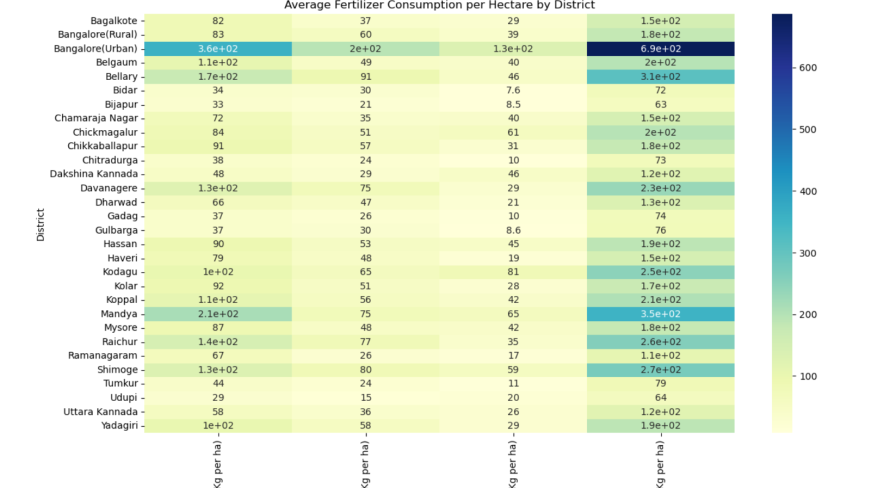 Average Fertilizer Consumption per Hectare by District
Bagalkote 82 37 29 1.5e+02
Bangalore(Rural) 83 60 39 1.8e+02
Bangalore(Urban) 3.6e+02 2e+02 1.3e+02 6.9e+02
Belgaum 1.1e+02 49 40 2e+02
Bellary 1.7e+02 91 46 3.1e+02
Bidar 34 30 7.6 72
Bijapur 33 21 8.5 63
Chamaraja Nagar 72 35 40 1.5e+02
Chickmagalur 84 51 61 2e+02
Chikkaballapur 91 57 31 1.8e+02
Chitradurga 38 24 10 73
Dakshina Kannada 48 29 46 1.2e+02
Davanagere 1.3e+02 75 29 2.3e+02
Dharwad 66 47 21 1.3e+02
Gadag 37 26 10 74
Gulbarga 37 30 8.6 76
Hassan 90 53 45 1.9e+02
Haveri 79 48 19 1.5e+02
Kodagu 1e+02 65 81 2.5e+02
Kolar 92 51 28 1.7e+02
Koppal 1.1e+02 56 42 2.1e+02
Mandya 2.1e+02 75 65 3.5e+02
Mysore 87 48 42 1.8e+02
Raichur 1.4e+02 77 35 2.6e+02
Ramanagaram 67 26 17 1.1e+02
Shimoge 1.3e+02 80 59 2.7e+02
Tumkur 44 24 11 79
Udupi 29 15 20 64
Uttara Kannada 58 36 26 1.2e+02
Yadagiri 1e+02 58 29 1.9e+02
District
Kg per ha)
Kg per ha)
Kg per ha)
Kg per ha)
600
500
400
300
200
100